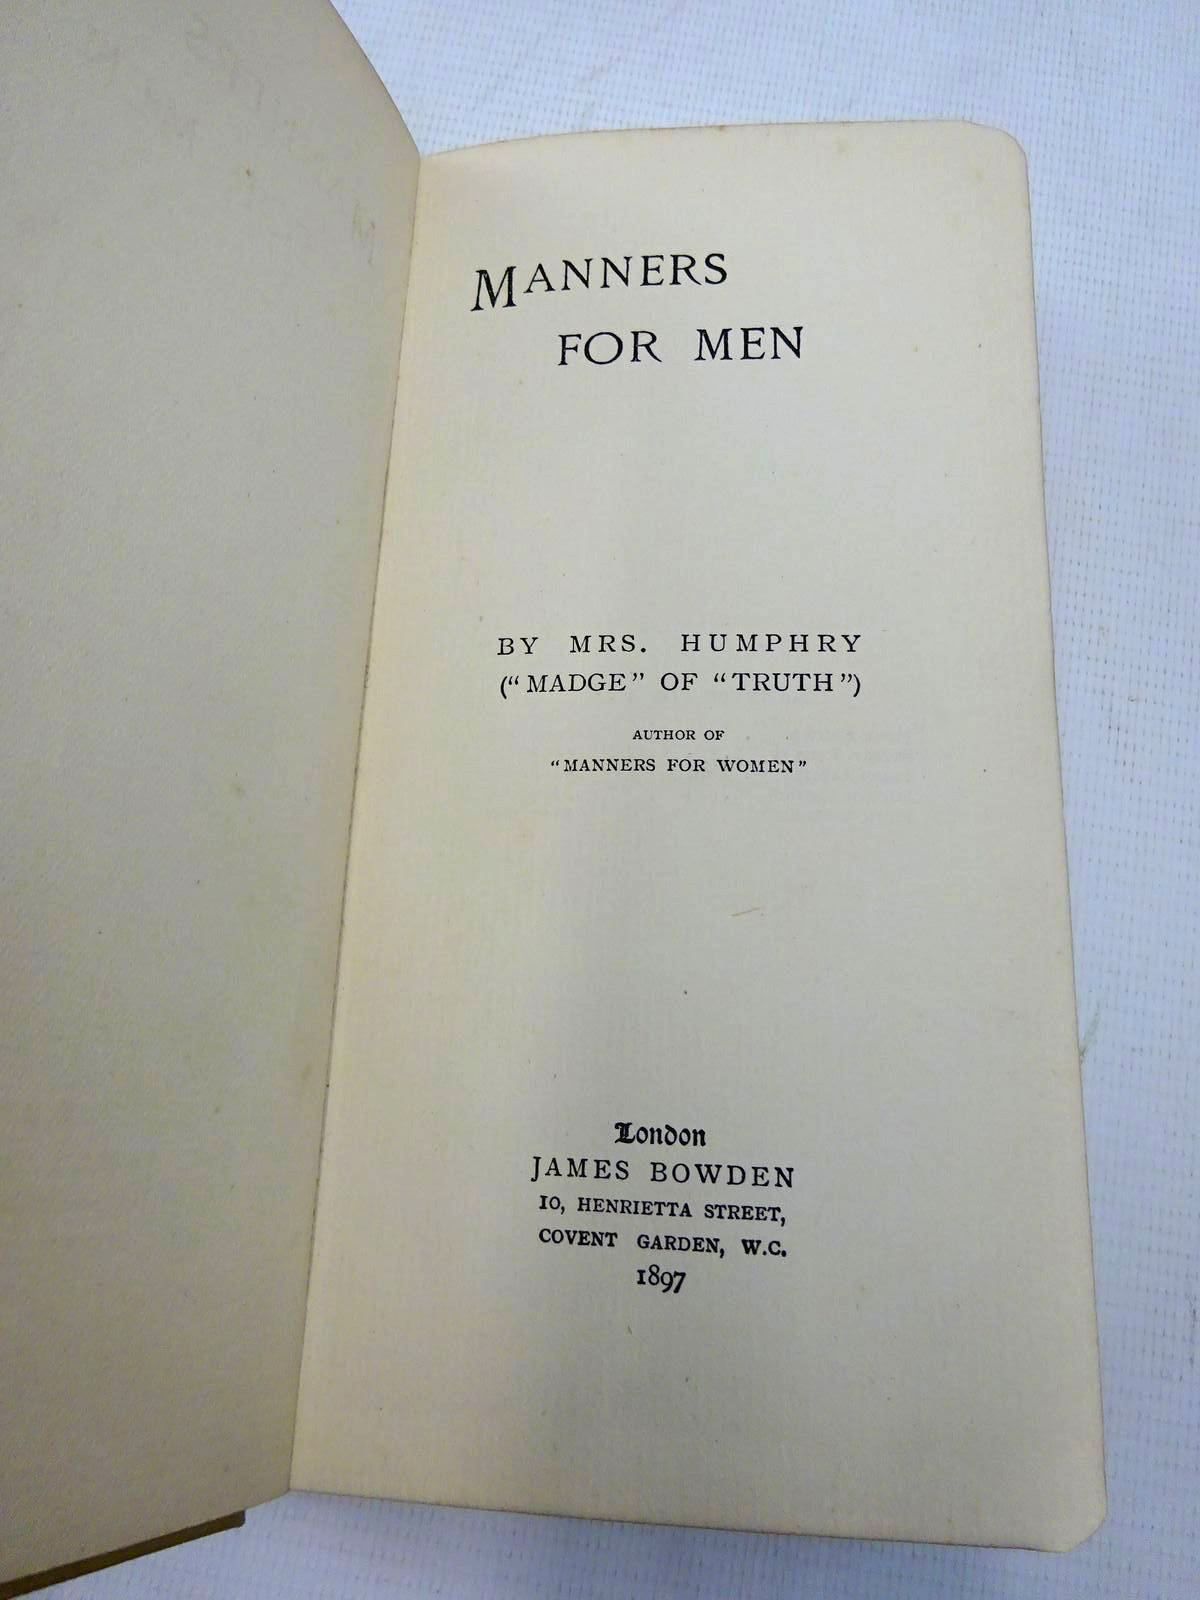 MANNERS
FOR MEN
BY MRS. HUMPHRY
("MADGE" OF "TRUTH")
AUTHOR OF
"MANNERS FOR WOMEN"
London
JAMES BOWDEN
10, HENRIETTA STREET,
COVENT GARDEN, W.C.
1897